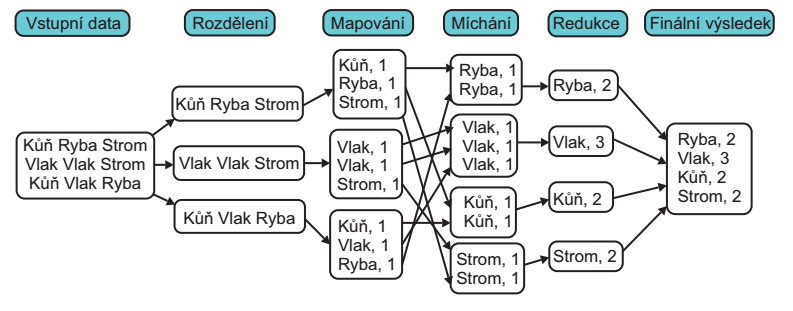 Vstupní data
Rozdělení
Mapování
Míchání
Redukce
Finální výsledek
Kůň Ryba Strom
Vlak Vlak Strom
Kůň Vlak Ryba
Kůň Ryba Strom
Vlak Vlak Strom
Kůň Vlak Ryba
Kůň, 1
Ryba, 1
Strom, 1
Vlak, 1
Vlak, 1
Strom, 1
Kůň, 1
Vlak, 1
Ryba, 1
Ryba, 1
Ryba, 1
Vlak, 1
Vlak, 1
Vlak, 1
Kůň, 1
Kůň, 1
Strom, 1
Strom, 1
Ryba, 2
Vlak, 3
Kůň, 2
Strom, 2
Ryba, 2
Vlak, 3
Kůň, 2
Strom, 2